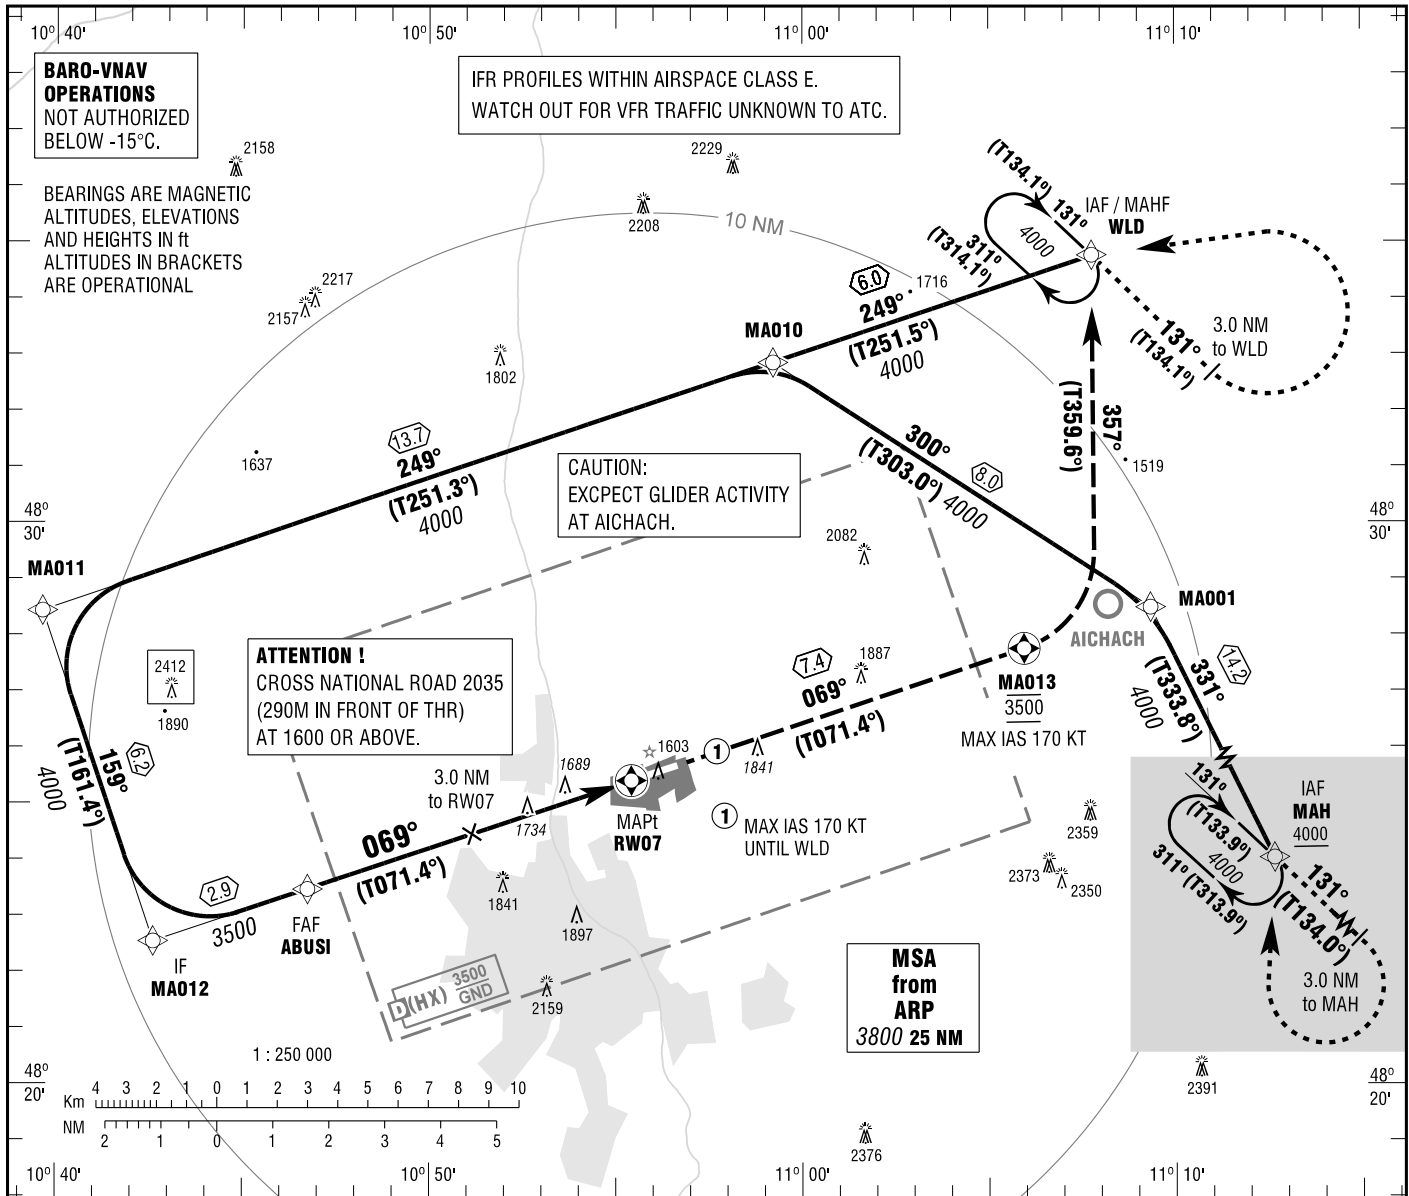 10° 40'
10° 50'
11° 00'
11° 10'
BARO-VNAV
OPERATIONS
NOT AUTHORIZED
BELOW -15°C.
IFR PROFILES WITHIN AIRSPACE CLASS E.
WATCH OUT FOR VFR TRAFFIC UNKNOWN TO ATC.
BEARINGS ARE MAGNETIC
ALTITUDES, ELEVATIONS
AND HEIGHTS IN ft
ALTITUDES IN BRACKETS
ARE OPERATIONAL
2158
2229
2208
10 NM
2217
2157
1802
1716
1637
(T134.1°)
131°
4000
311°
(T314.1°)
IAF / MAHF
WLD
131°
(T134.1°)
3.0 NM
to WLD
6.0
249°
(T251.5°)
4000
MA010
13.7
249°
(T251.3°)
4000
300°
(T303.0°) 4000
8.0
357°
(T359.6°)
1519
CAUTION:
EXCPECT GLIDER ACTIVITY
AT AICHACH.
2082
48°
30'
48°
30'
MA011
MA001
AICHACH
14.2
331°
(T333.8°)
4000
2412
1890
ATTENTION !
CROSS NATIONAL ROAD 2035
(290M IN FRONT OF THR)
AT 1600 OR ABOVE.
7.4
069°
(T071.4°)
1887
MA013
3500
MAX IAS 170 KT
6.2
159°
(T161.4°)
4000
3.0 NM
to RW07
1689
1734
1603
1
1841
MAPt
RW07
1
MAX IAS 170 KT
UNTIL WLD
069°
(T071.4°)
2.9
3500
FAF
ABUSI
IF
MA012
1841
1897
2159
D(HX) 3500
GND
2359
2373
2350
131°
(T133.9°)
4000
311° (T313.9°)
IAF
MAH
4000
131°
(T134.0°)
3.0 NM
to MAH
MSA
from
ARP
3800 25 NM
2391
2376
1 : 250 000
Km
4 3 2 1 0 1 2 3 4 5 6 7 8 9 10
NM
2 1 0 1 2 3 4 5
48°
20'
48°
20'
10° 40'
10° 50'
11° 00'
11° 10'